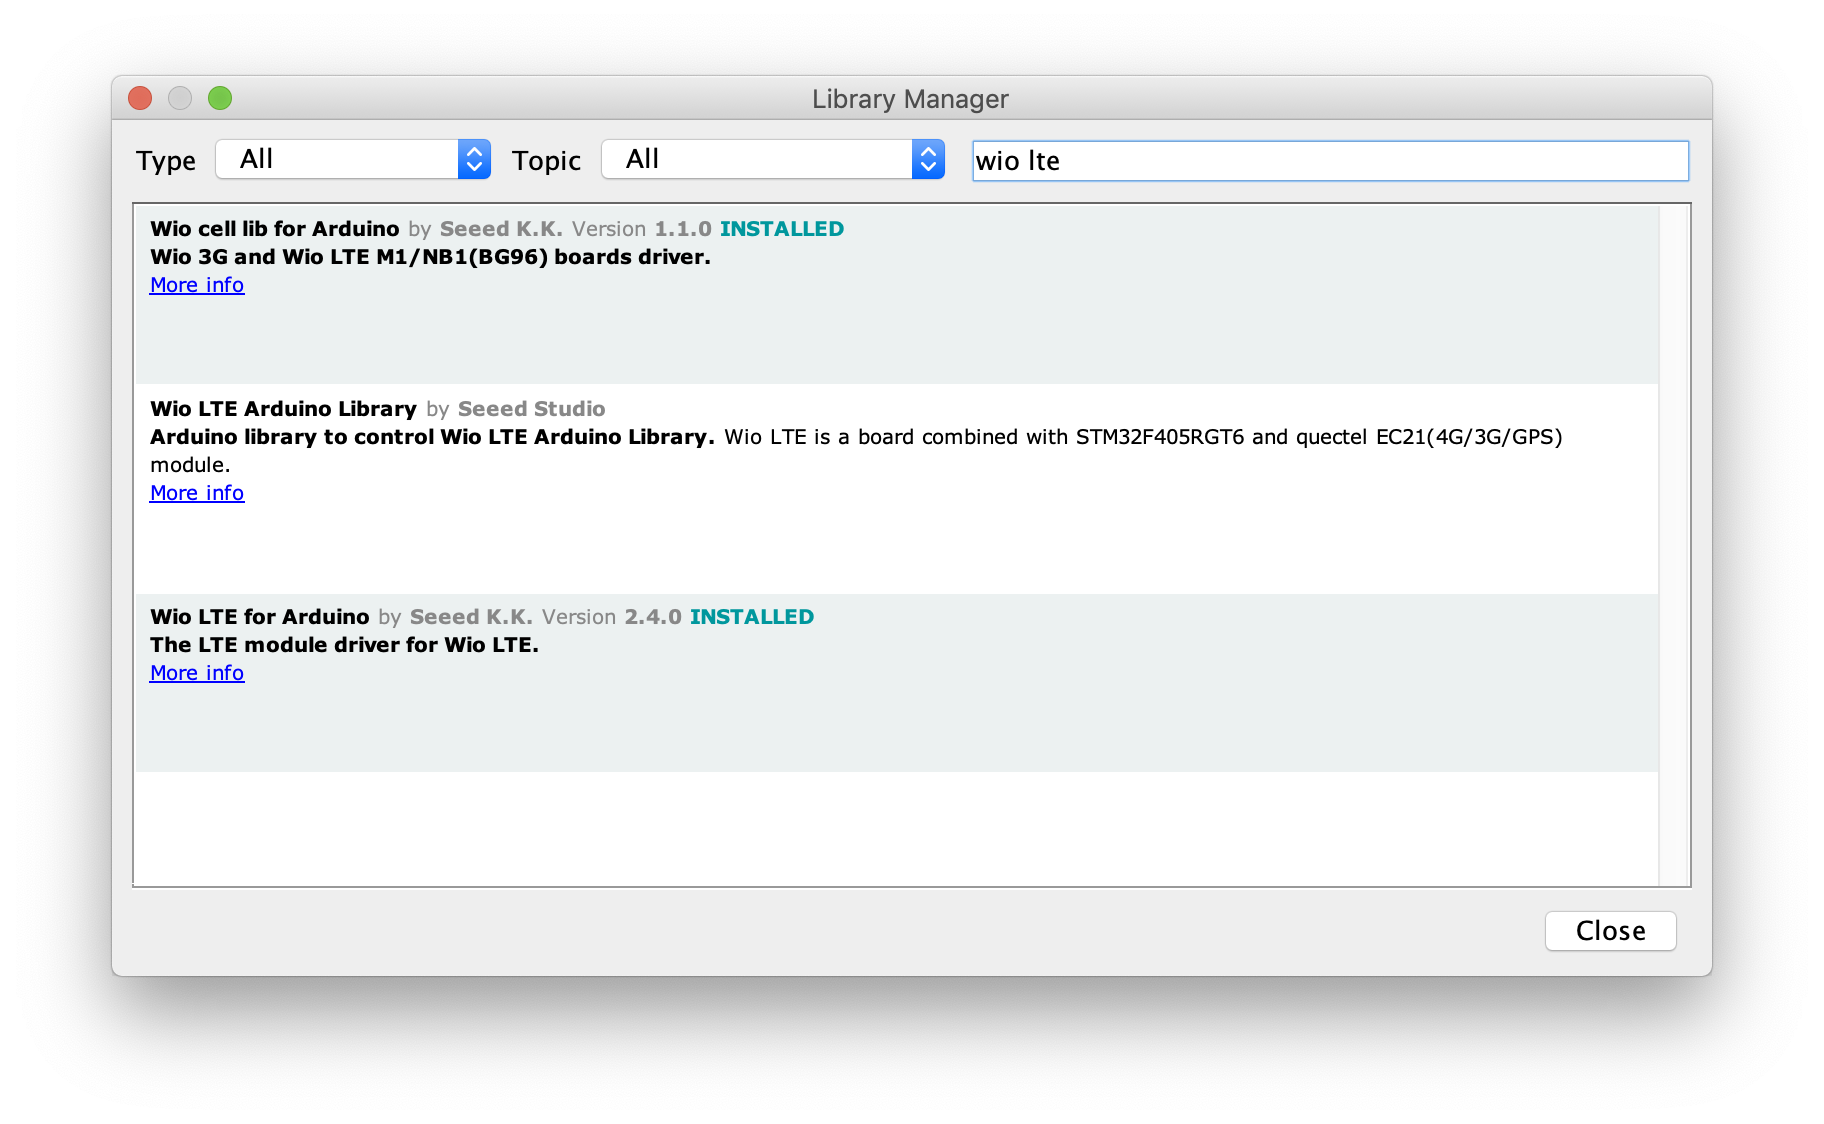 Library Manager
Type All Topic All wio lte
Wio cell lib for Arduino by Seeed K.K. Version 1.1.0 INSTALLED
Wio 3G and Wio LTE M1/NB1(BG96) boards driver.
More info
Wio LTE Arduino Library by Seeed Studio
Arduino library to control Wio LTE Arduino Library. Wio LTE is a board combined with STM32F405RGT6 and quectel EC21(4G/3G/GPS)
module.
More info
Wio LTE for Arduino by Seeed K.K. Version 2.4.0 INSTALLED
The LTE module driver for Wio LTE.
More info
Close